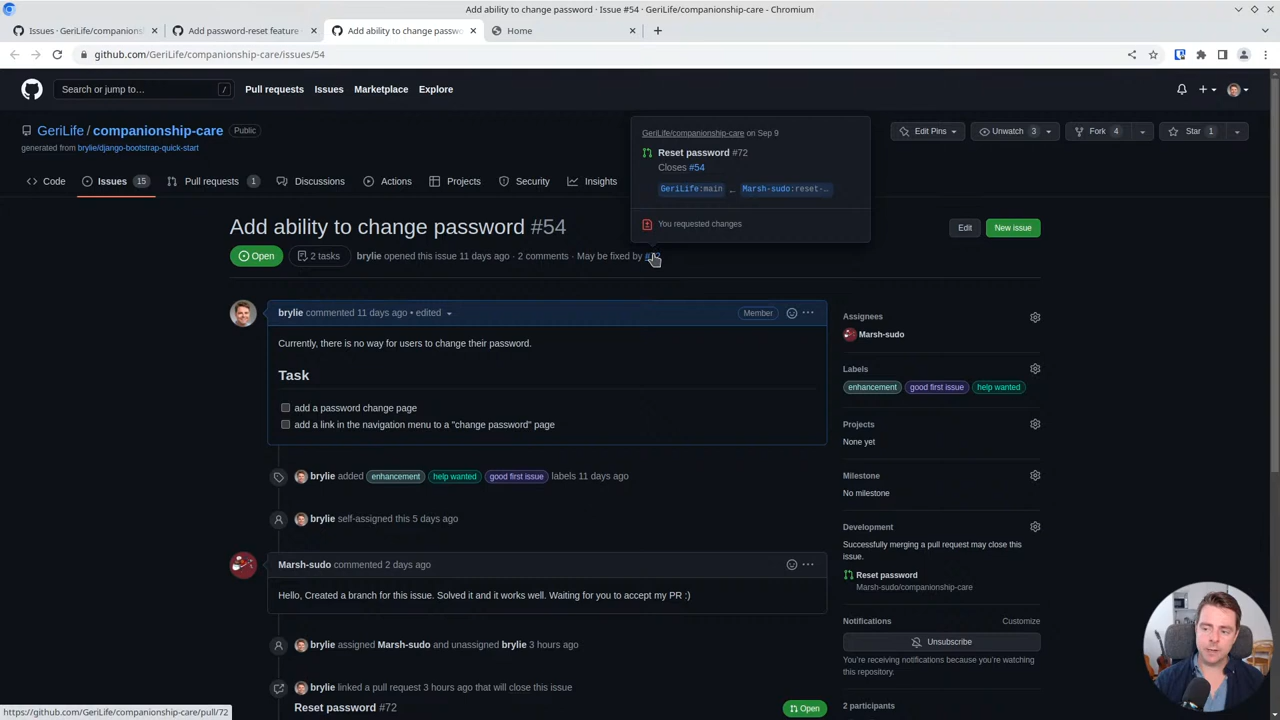 Add ability to change password · Issue #54 · GeriLife/companionship-care - Chromium
Issues · GeriLife/companions
Add password-reset feature
Add ability to change passwo
Home
github.com/GeriLife/companionship-care/issues/54
Search or jump to…
/
Pull requests
Issues
Marketplace
Explore
GeriLife / companionship-care
Public
generated from brylie/django-bootstrap-quick-start
Edit Pins
Unwatch 3
Fork 4
Star 1
Code
Issues 15
Pull requests 1
Discussions
Actions
Projects
Security
Insights
GeriLife/companionship-care on Sep 9
Reset password #72
Closes #54
GeriLife:main
Marsh-sudo:reset-…
You requested changes
Add ability to change password #54
Edit
New issue
Open
2 tasks
brylie opened this issue 11 days ago · 2 comments · May be fixed by
brylie commented 11 days ago • edited
Member
Currently, there is no way for users to change their password.
Task
add a password change page
add a link in the navigation menu to a "change password" page
brylie added enhancement help wanted good first issue labels 11 days ago
brylie self-assigned this 5 days ago
Marsh-sudo commented 2 days ago
Hello, Created a branch for this issue. Solved it and it works well. Waiting for you to accept my PR :)
brylie assigned Marsh-sudo and unassigned brylie 3 hours ago
brylie linked a pull request 3 hours ago that will close this issue
Reset password #72
Open
Assignees
Marsh-sudo
Labels
enhancement
good first issue
help wanted
Projects
None yet
Milestone
No milestone
Development
Successfully merging a pull request may close this
issue.
Reset password
Marsh-sudo/companionship-care
Notifications
Customize
Unsubscribe
You're receiving notifications because you're watching
this repository.
2 participants
https://github.com/GeriLife/companionship-care/pull/72